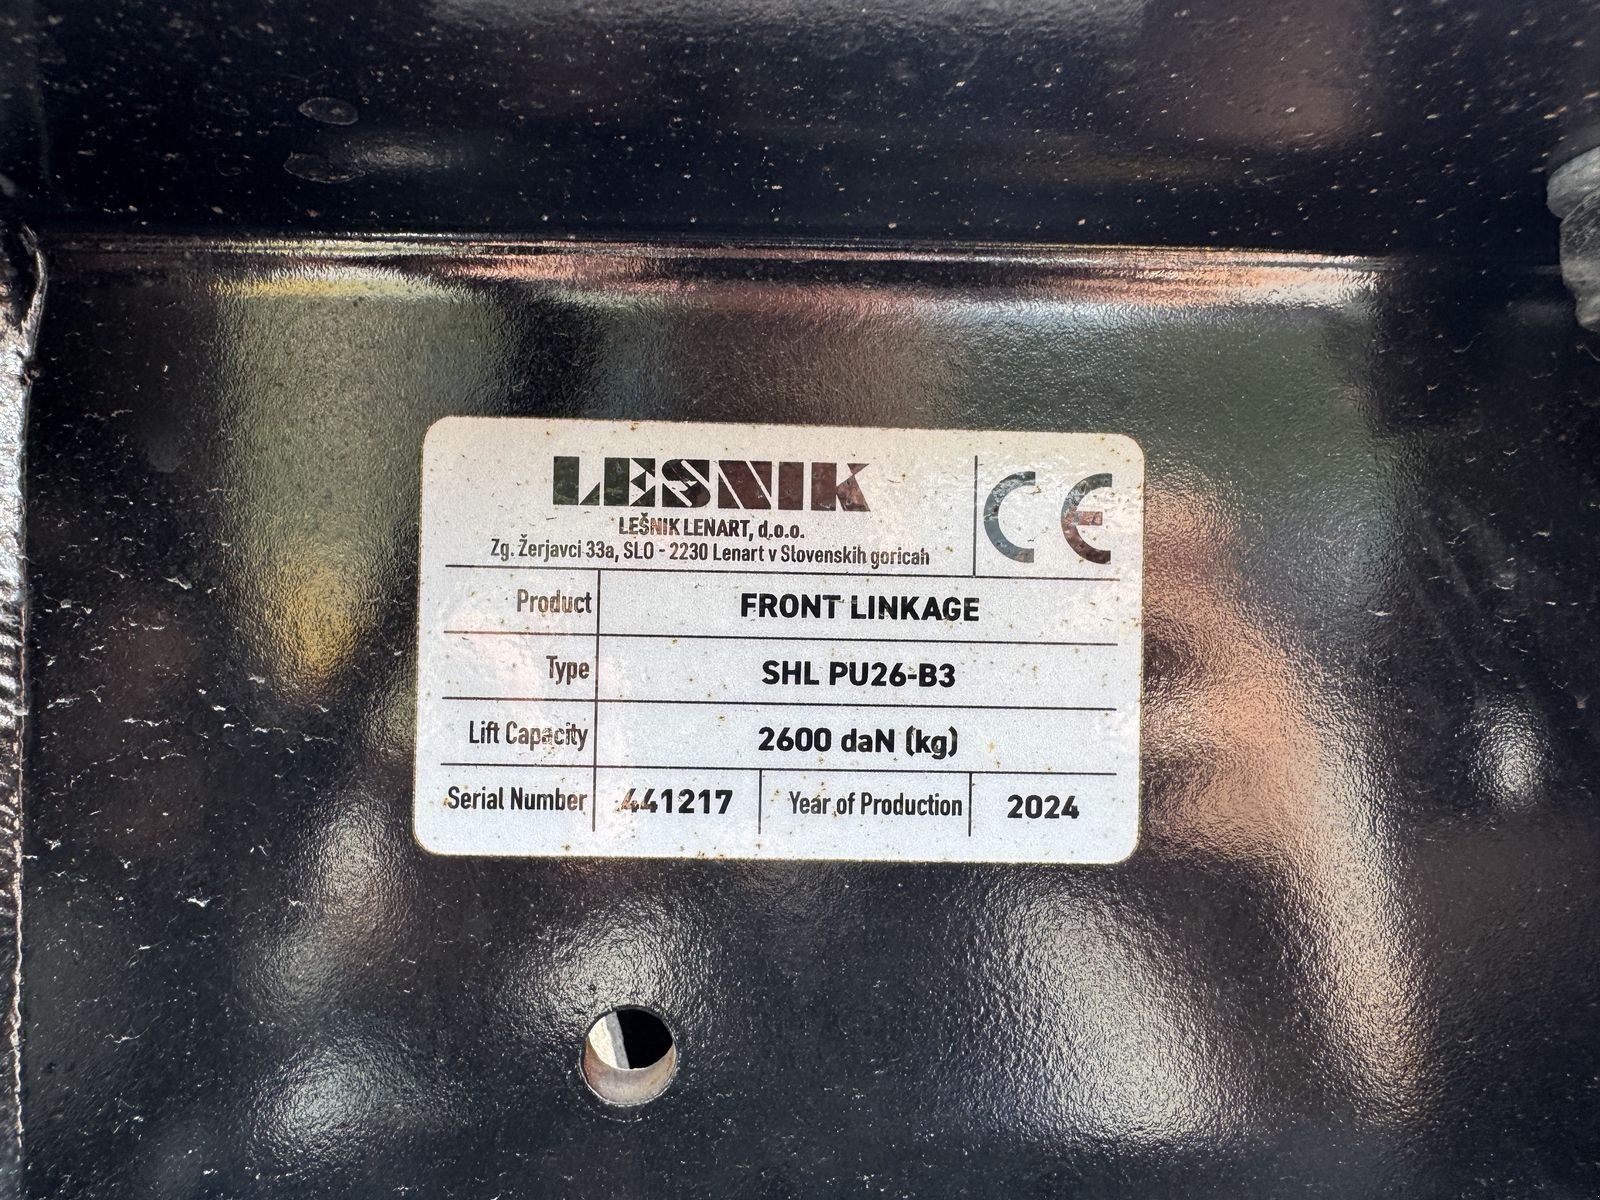 LESNIK
LEŠNIK LENART, d.o.o.
Zg. Žerjavci 33a, SLO - 2230 Lenart v Slovenskih goricah
CE
Product FRONT LINKAGE
Type SHL PU26-B3
Lift Capacity 2600 daN (kg)
Serial Number 441217 Year of Production 2024